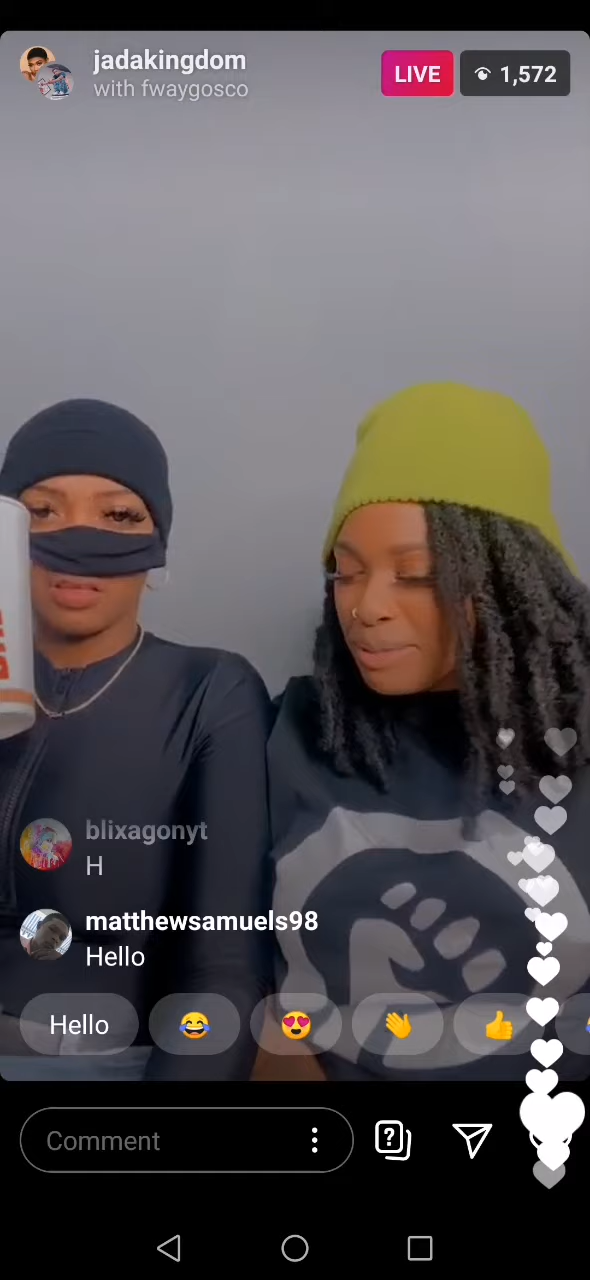 jadakingdom
with fwaygosco
LIVE
1,572
blixagonyt
H
matthewsamuels98
Hello
Hello
Comment